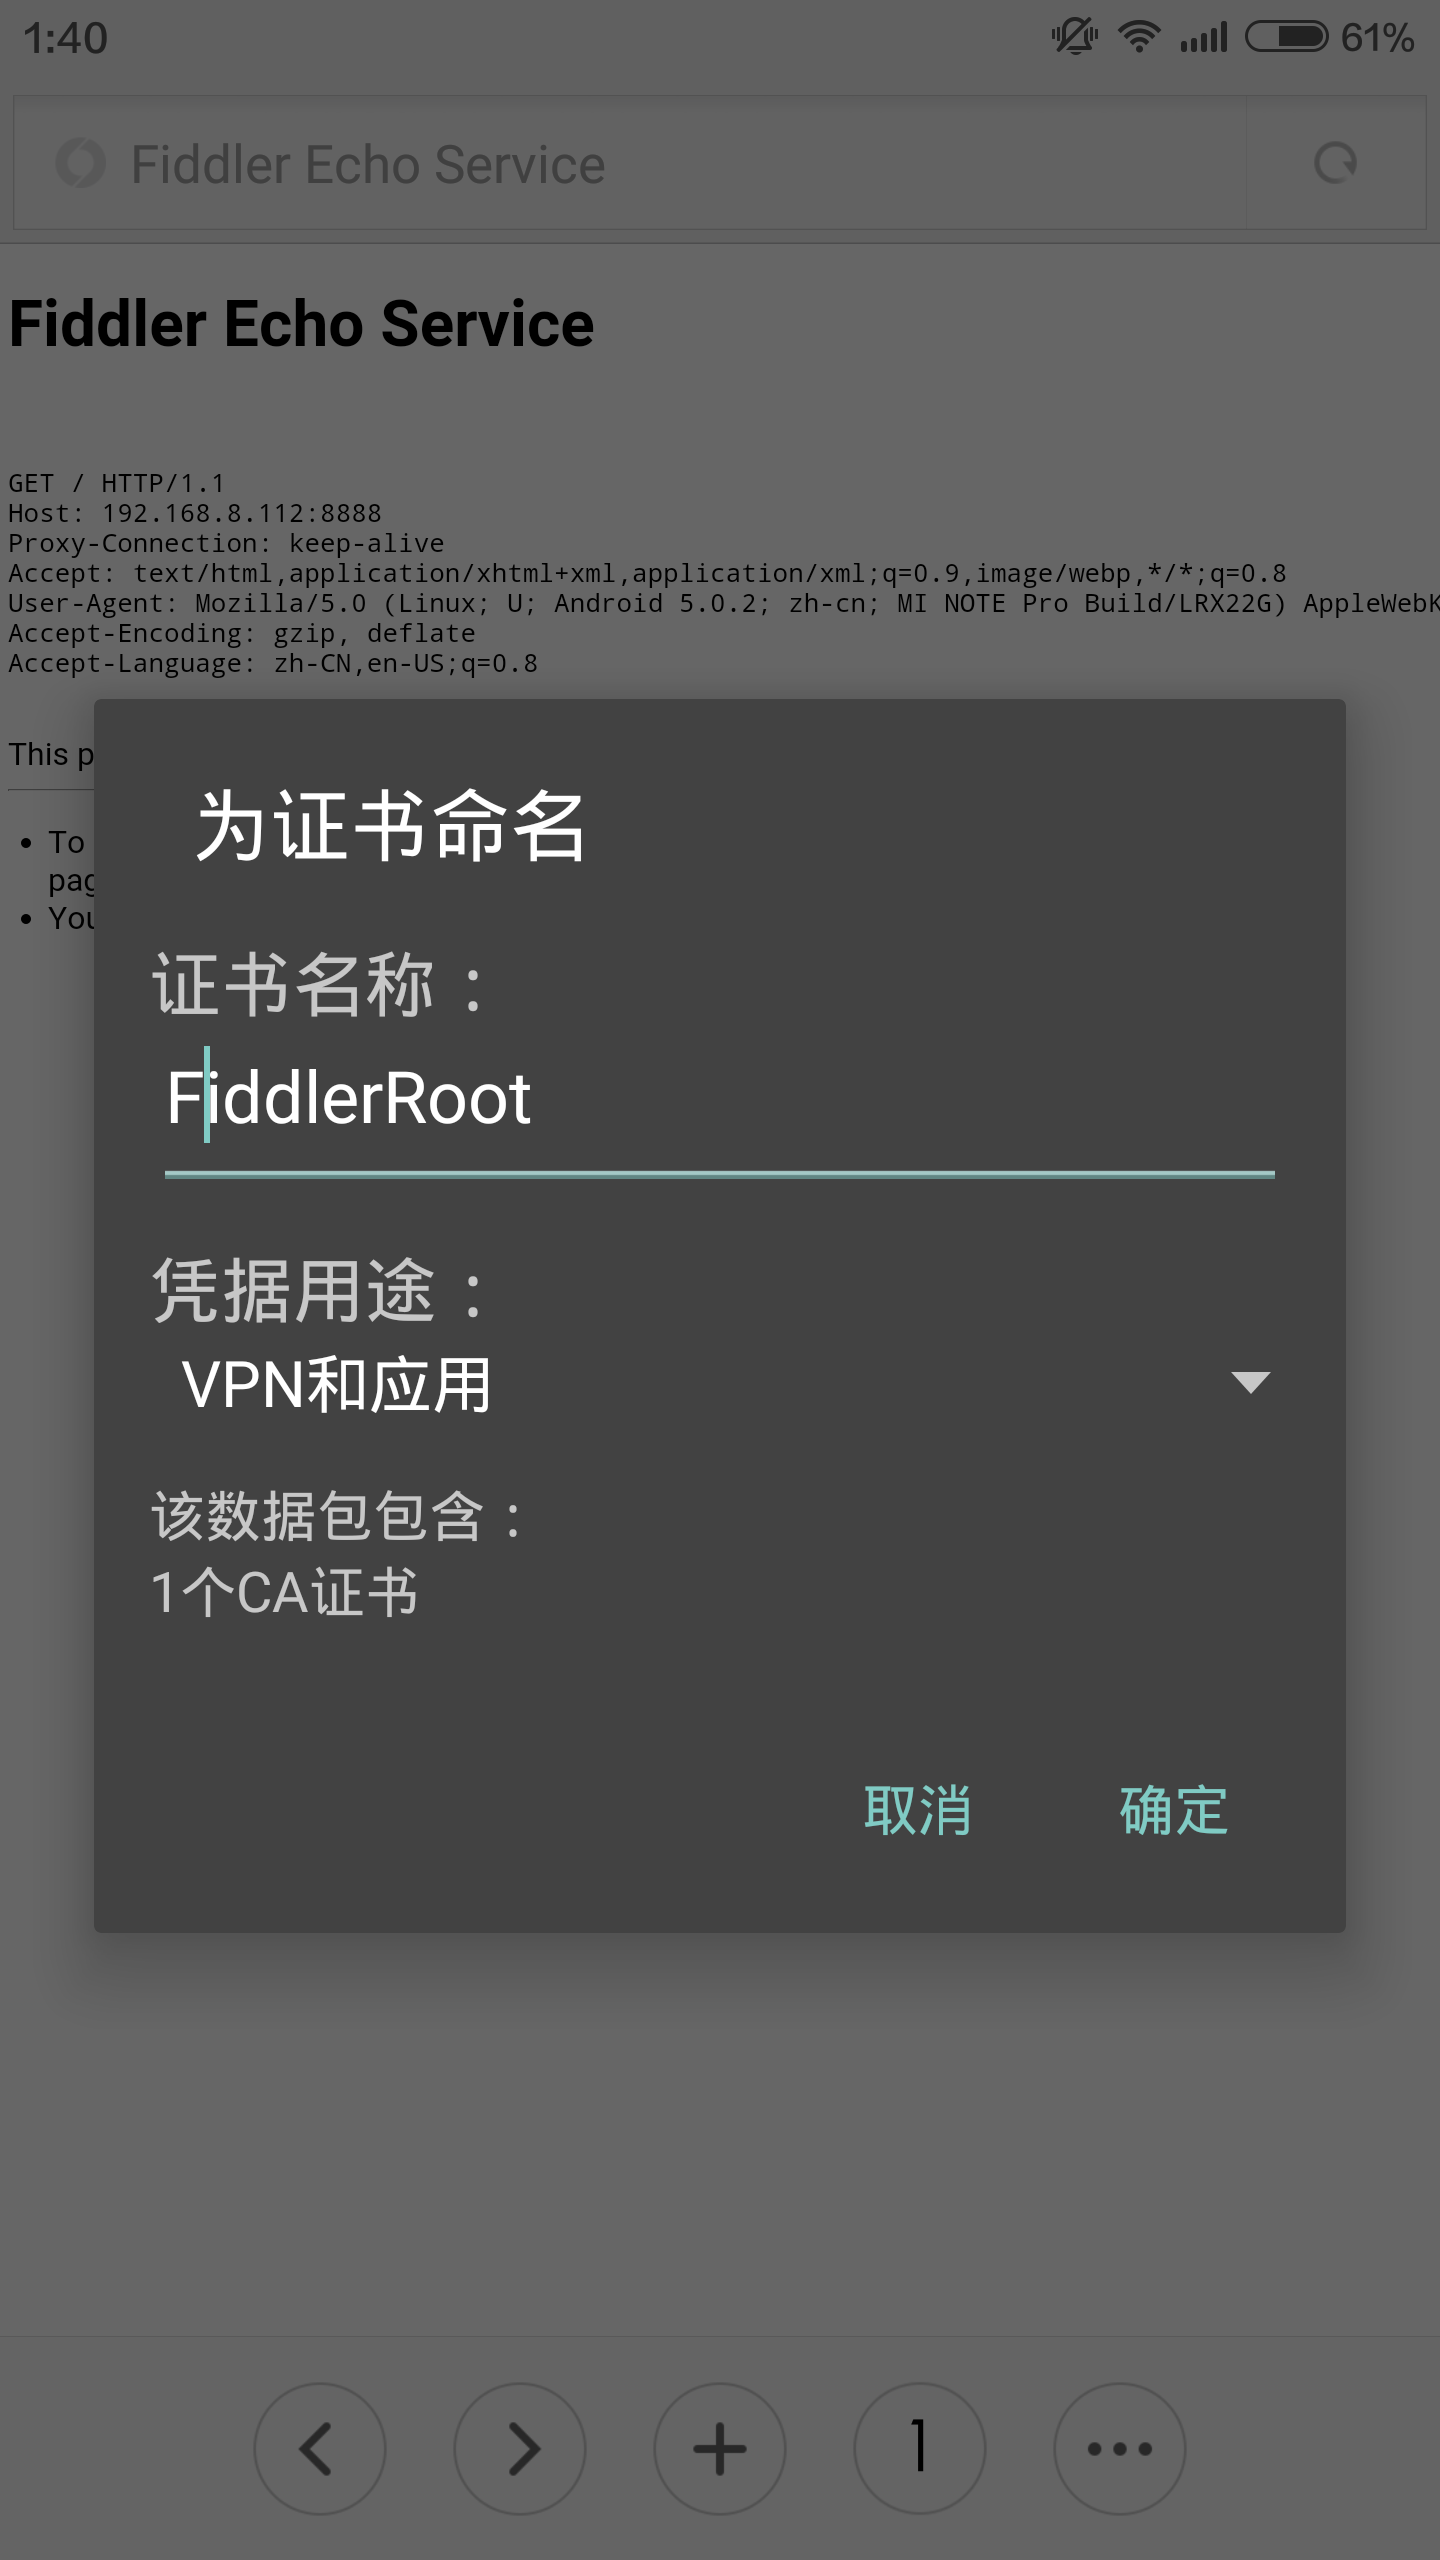 1:40
61%
Fiddler Echo Service
Fiddler Echo Service
GET / HTTP/1.1
Host: 192.168.8.112:8888
Proxy-Connection: keep-alive
Accept: text/html,application/xhtml+xml,application/xml;q=0.9,image/webp,*/*;q=0.8
User-Agent: Mozilla/5.0 (Linux; U; Android 5.0.2; zh-cn; MI NOTE Pro Build/LRX22G) AppleWebK
Accept-Encoding: gzip, deflate
Accept-Language: zh-CN,en-US;q=0.8
This p
To
pag
You
为证书命名
证书名称：
FiddlerRoot
凭据用途：
VPN和应用
该数据包包含：
1个CA证书
取消 确定
1